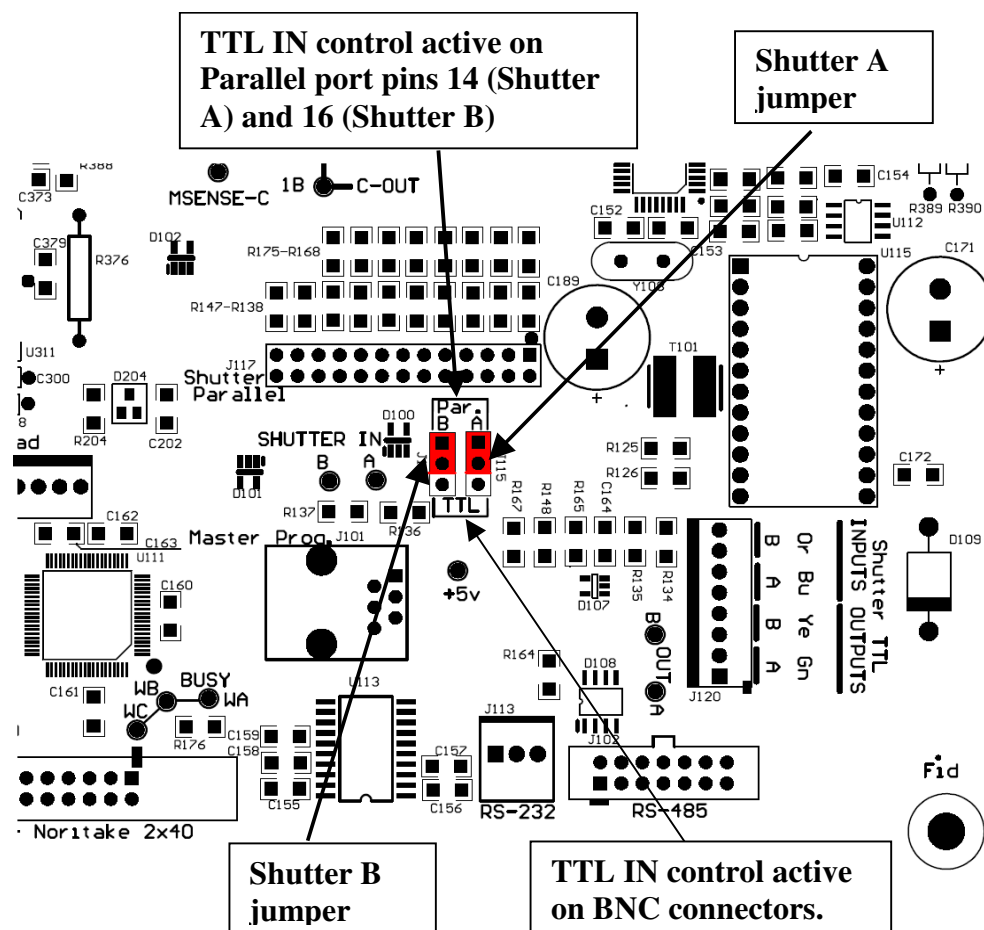 TTL IN control active on
Parallel port pins 14 (Shutter
A) and 16 (Shutter B)
Shutter A
jumper
R388
C373
MSENSE-C
1B
C-OUT
C154
C152
C153
R389
R390
U112
U115
C171
C379
D102
R376
R175-R168
C189
Y103
R147-R138
U311
C300
8
J117
Shutter
Parallel
T101
D204
R204
C202
Par.
B A
D100
SHUTTER IN
B A
J115
TTL
R125
R126
C172
ad
D101
R137
R136
R167
R148
R165
C164
C162
C163
U111
Master Prog.
J101
+5v
D107
R135
R134
B A B A
Or Bu Ye Gn
Shutter TTL
INPUTS OUTPUTS
D109
C160
R164
D108
B
OUT
A
J120
C161
WB
BUSY
WC
WA
R176
U113
C159
C158
C155
C157
C156
J113
RS-232
J102
RS-485
Fid
Noritake 2x40
Shutter B
jumper
TTL IN control active
on BNC connectors.